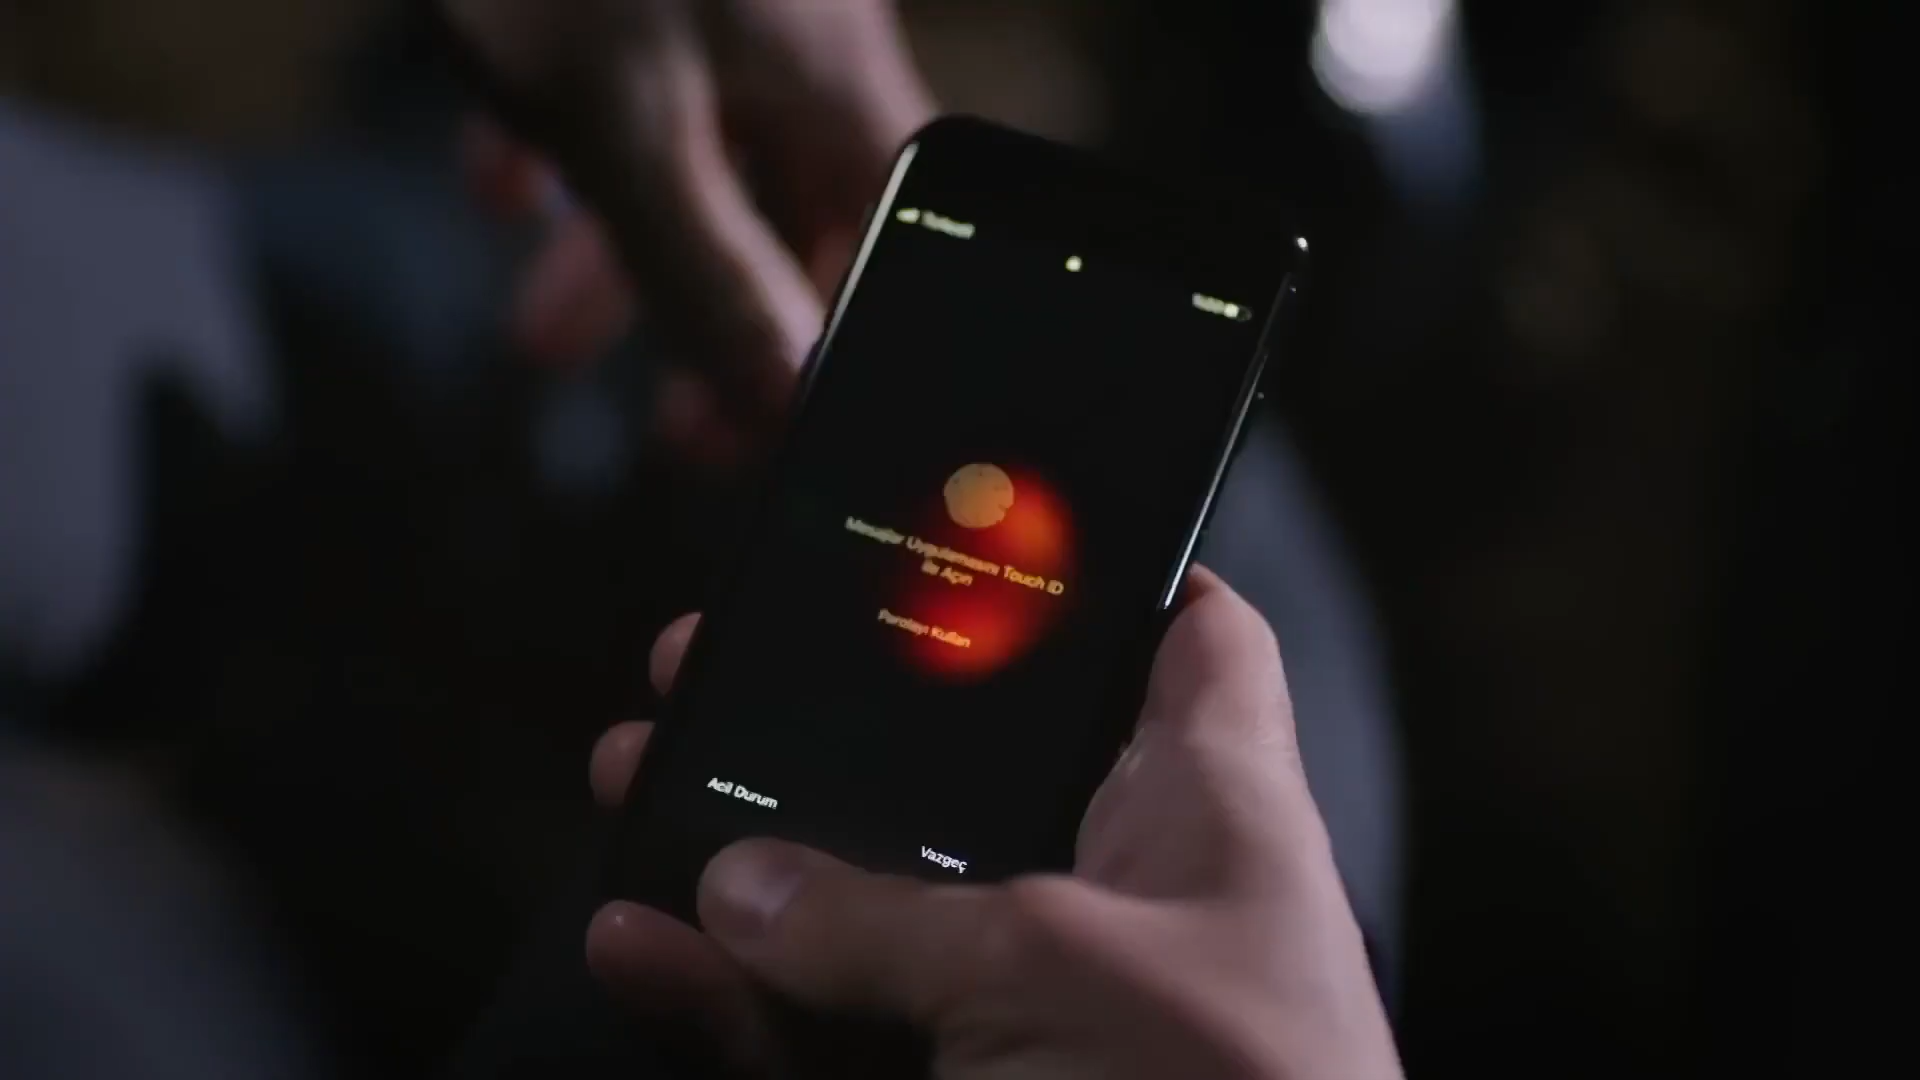 Mesajlar Uygulamasını Touch ID
ile Açın
Parolayı Kullan
Acil Durum
Vazgeç